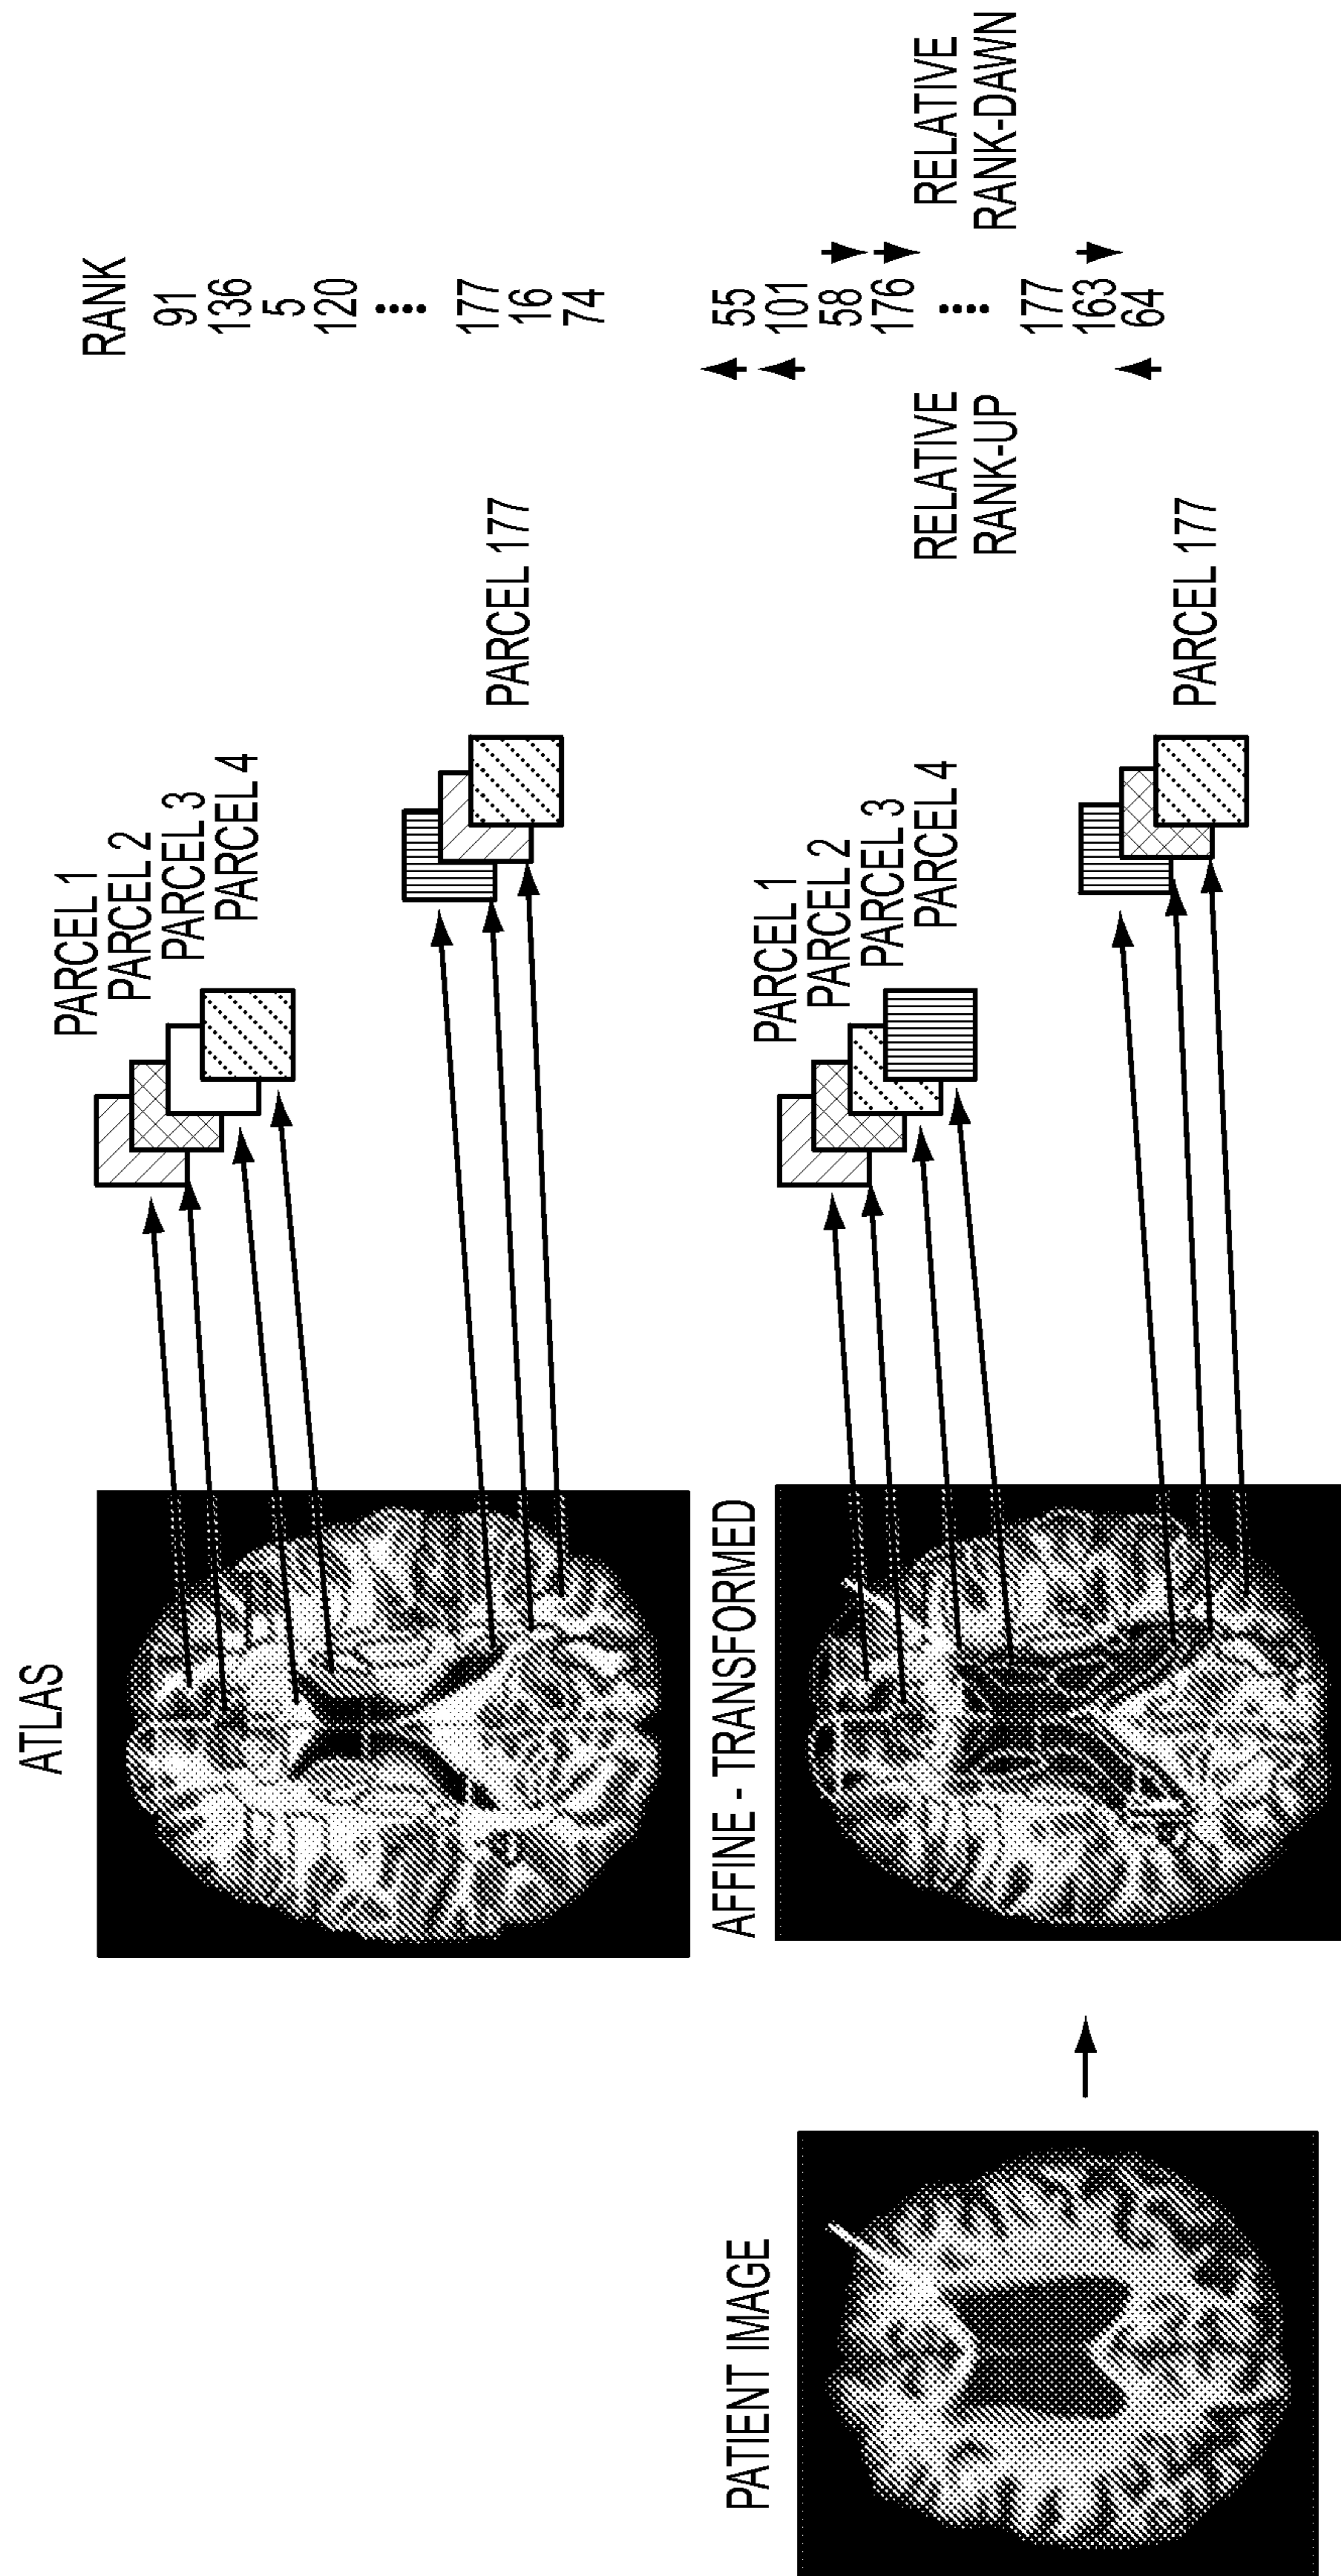 ATLAS
PARCEL 1
PARCEL 2
PARCEL 3
PARCEL 4
PARCEL 177
RANK
91
136
5
120
....
177
16
74
PATIENT IMAGE
AFFINE - TRANSFORMED
PARCEL 1
PARCEL 2
PARCEL 3
PARCEL 4
PARCEL 177
RELATIVE
RANK-UP
55
101
58
176
....
177
163
64
RELATIVE
RANK-DAWN